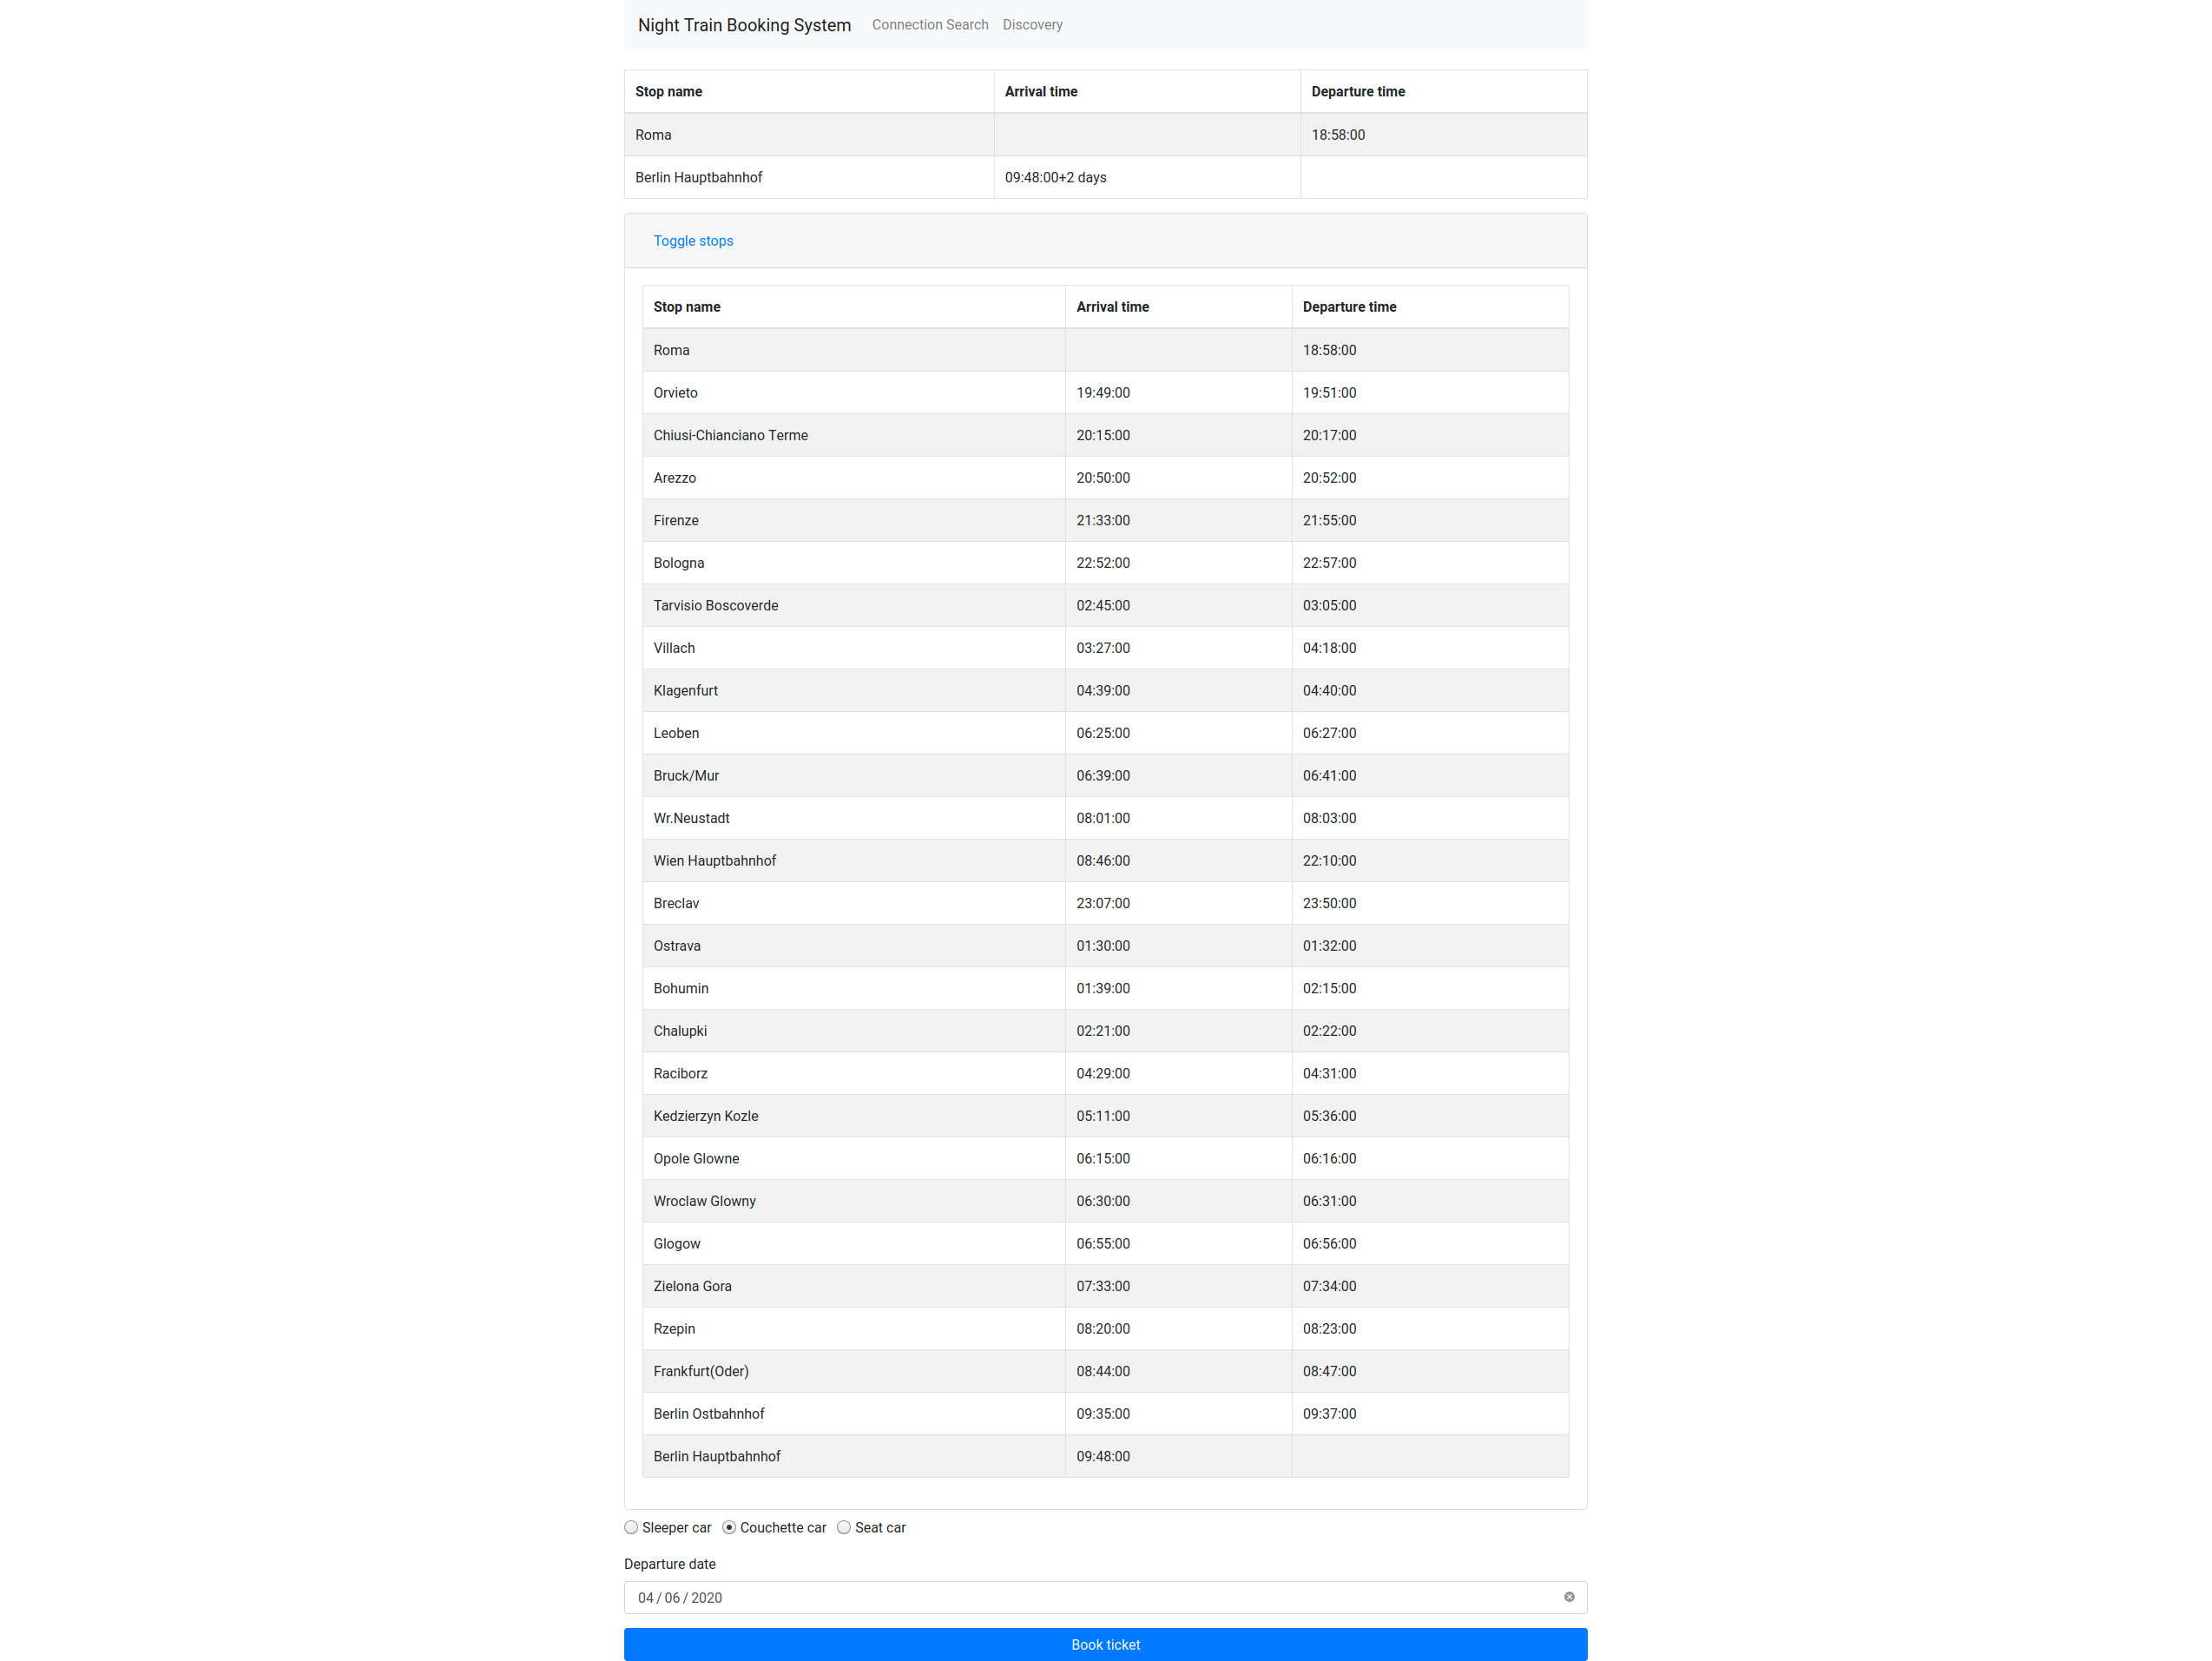 Night Train Booking System Connection Search Discovery
Stop name Arrival time Departure time
Roma 18:58:00
Berlin Hauptbahnhof 09:48:00+2 days
Toggle stops
Stop name Arrival time Departure time
Roma 18:58:00
Orvieto 19:49:00 19:51:00
Chiusi-Chianciano Terme 20:15:00 20:17:00
Arezzo 20:50:00 20:52:00
Firenze 21:33:00 21:55:00
Bologna 22:52:00 22:57:00
Tarvisio Boscoverde 02:45:00 03:05:00
Villach 03:27:00 04:18:00
Klagenfurt 04:39:00 04:40:00
Leoben 06:25:00 06:27:00
Bruck/Mur 06:39:00 06:41:00
Wr.Neustadt 08:01:00 08:03:00
Wien Hauptbahnhof 08:46:00 22:10:00
Breclav 23:07:00 23:50:00
Ostrava 01:30:00 01:32:00
Bohumin 01:39:00 02:15:00
Chalupki 02:21:00 02:22:00
Raciborz 04:29:00 04:31:00
Kedzierzyn Kozle 05:11:00 05:36:00
Opole Glowne 06:15:00 06:16:00
Wroclaw Glowny 06:30:00 06:31:00
Glogow 06:55:00 06:56:00
Zielona Gora 07:33:00 07:34:00
Rzepin 08:20:00 08:23:00
Frankfurt(Oder) 08:44:00 08:47:00
Berlin Ostbahnhof 09:35:00 09:37:00
Berlin Hauptbahnhof 09:48:00
Sleeper car Couchette car Seat car
Departure date
04 / 06 / 2020
Book ticket